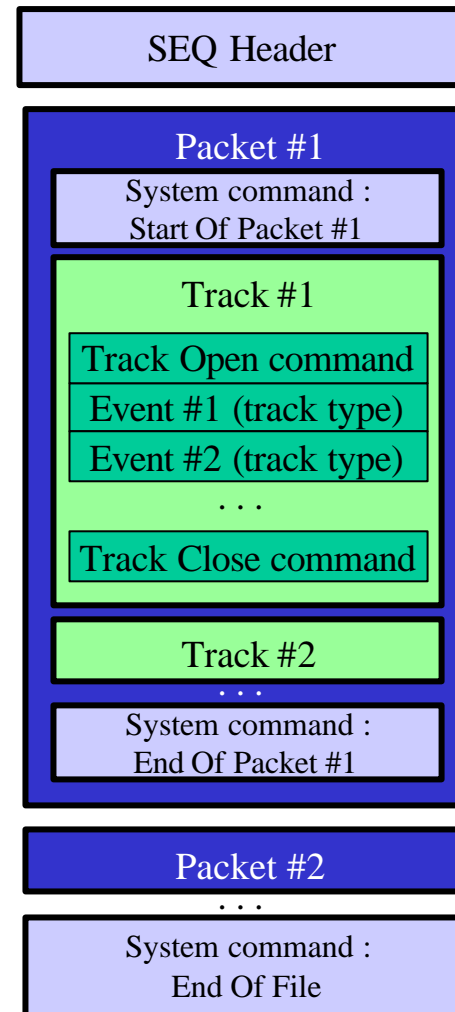 SEQ Header
Packet #1
System command :
Start Of Packet #1
Track #1
Track Open command
Event #1 (track type)
Event #2 (track type)
. . .
Track Close command
Track #2
. . .
System command :
End Of Packet #1
Packet #2
. . .
System command :
End Of File